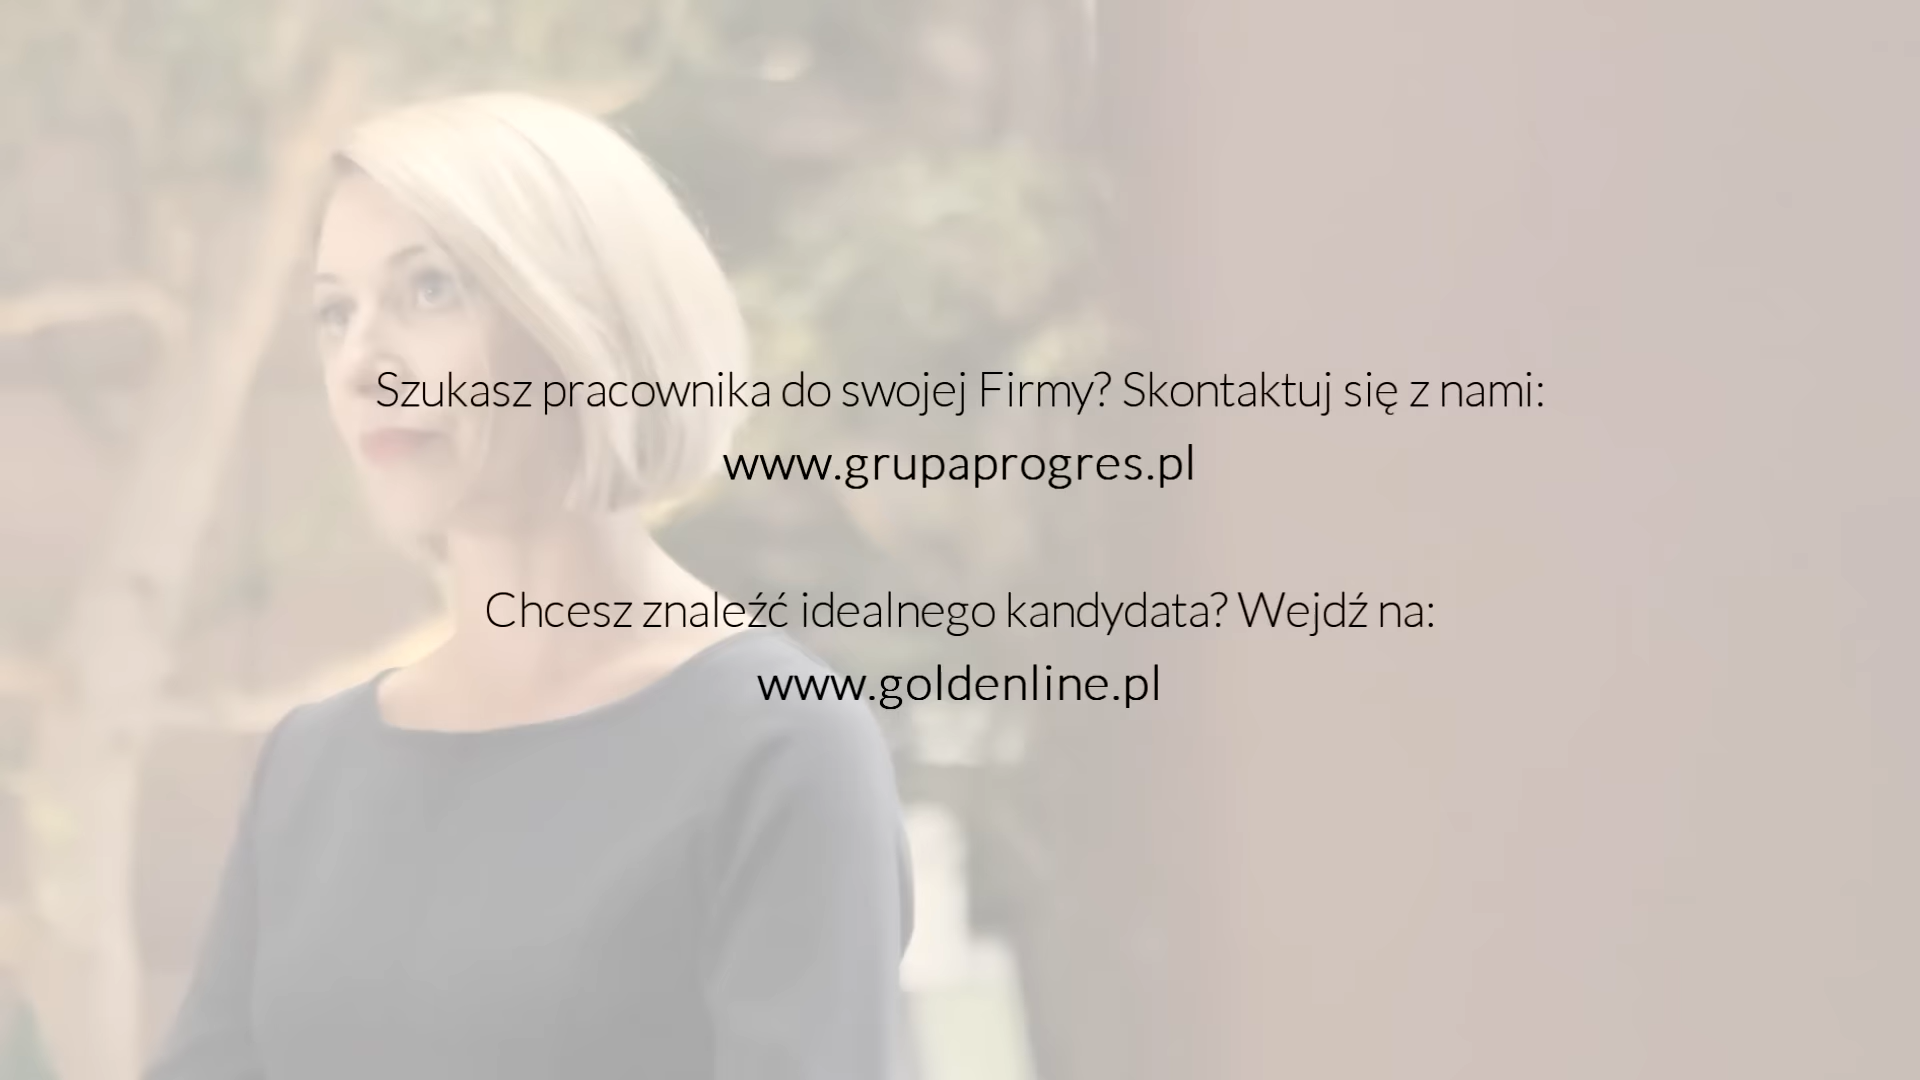 Szukasz pracownika do swojej Firmy? Skontaktuj się z nami:
www.grupaprogres.pl
Chcesz znaleźć idealnego kandydata? Wejdź na:
www.goldenline.pl